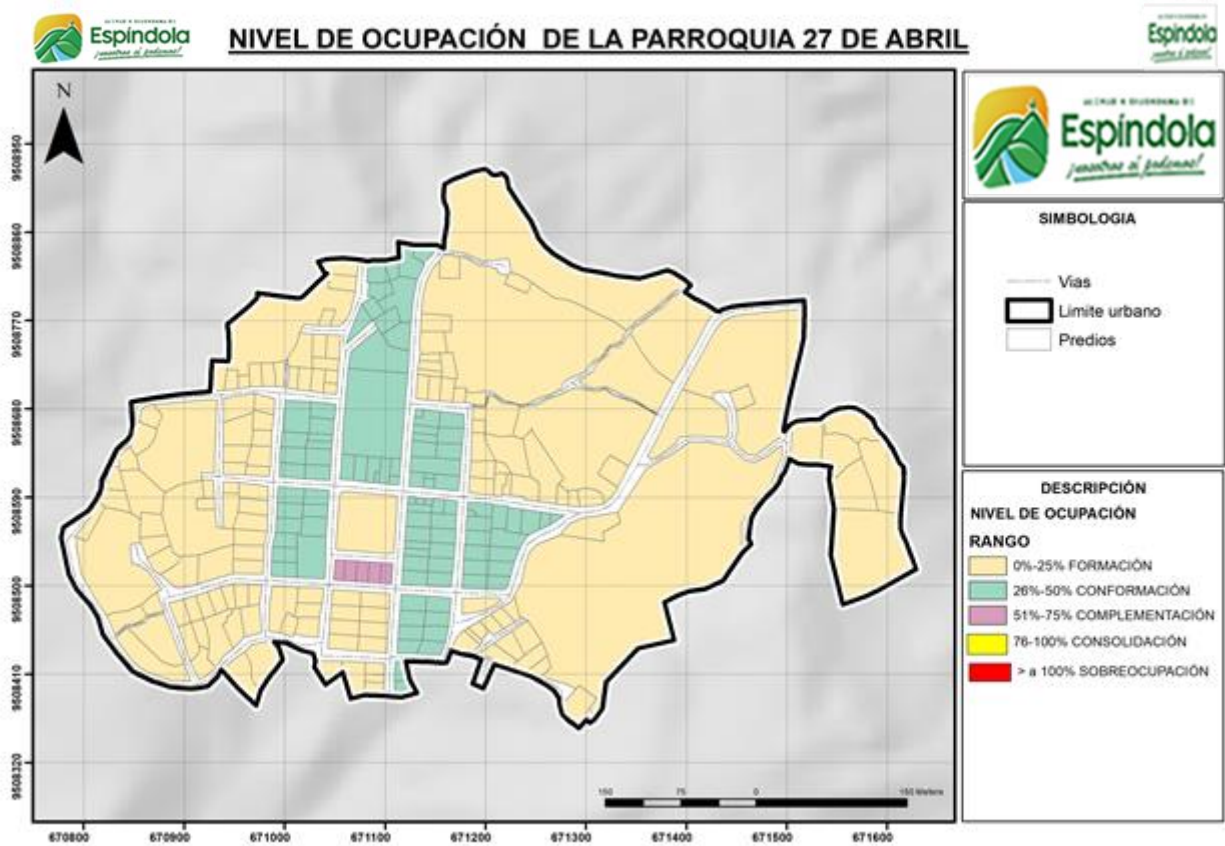 Espíndola
¡nosotros sí podemos!
NIVEL DE OCUPACIÓN DE LA PARROQUIA 27 DE ABRIL
Espíndola
N
9508950
9508860
9508770
9508680
9508590
9508500
9508410
9508320
670800 670900 671000 671100 671200 671300 671400 671500 671600
150 75 0 150 Meters
Espíndola
¡nosotros sí podemos!
SIMBOLOGIA
Vias
Limite urbano
Predios
DESCRIPCIÓN
NIVEL DE OCUPACIÓN
RANGO
0%-25% FORMACIÓN
26%-50% CONFORMACIÓN
51%-75% COMPLEMENTACIÓN
76-100% CONSOLIDACIÓN
> a 100% SOBREOCUPACIÓN